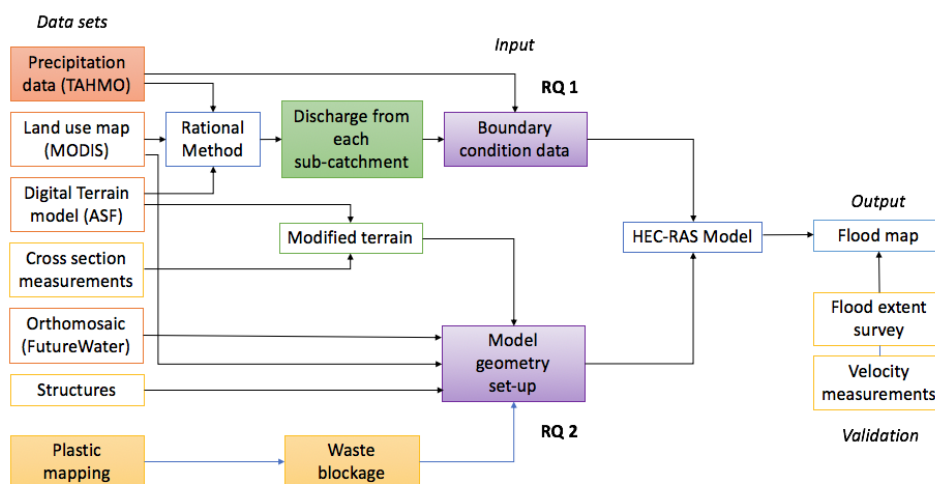 Data sets
Input
Precipitation
data (TAHMO)
RQ 1
Land use map
(MODIS)
Rational
Method
Discharge from
each
sub-catchment
Boundary
condition data
Digital Terrain
model (ASF)
Output
Modified terrain
HEC-RAS Model
Flood map
Cross section
measurements
Orthomosaic
(FutureWater)
Model
geometry
set-up
Flood extent
survey
Structures
Velocity
measurements
RQ 2
Validation
Plastic
mapping
Waste
blockage